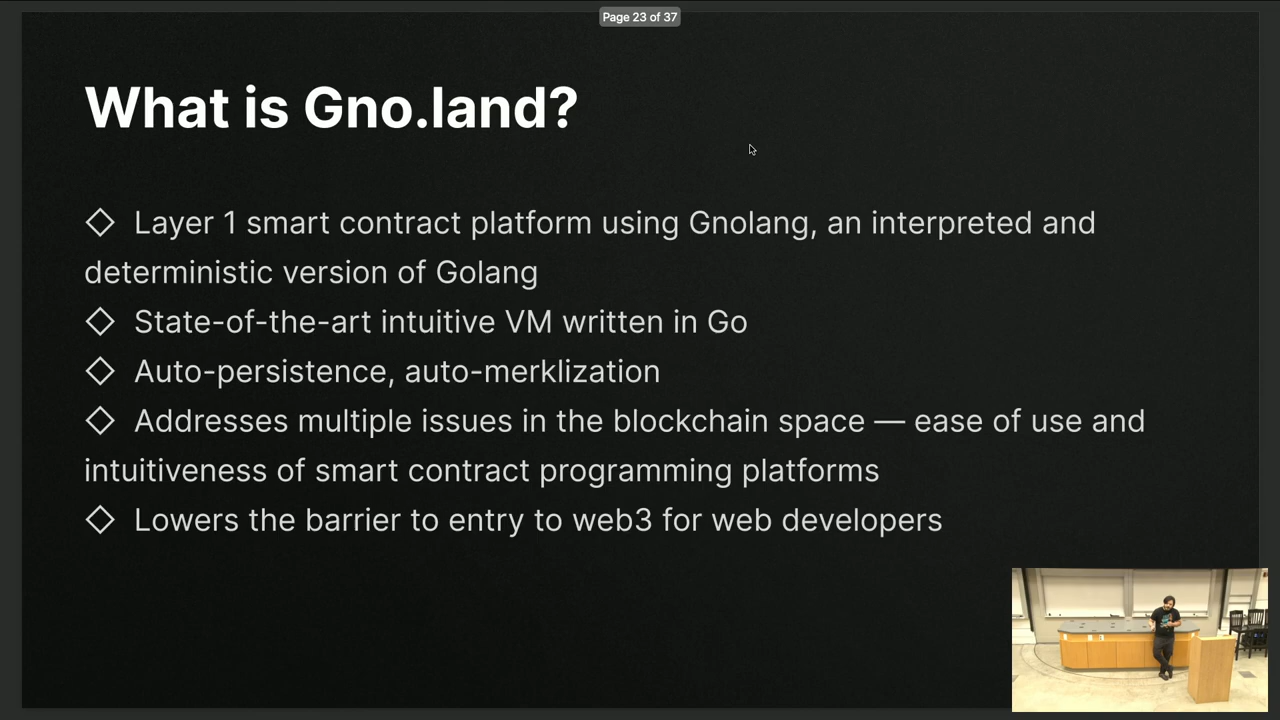 Page 23 of 37
What is Gno.land?
◇ Layer 1 smart contract platform using Gnolang, an interpreted and
deterministic version of Golang
◇ State-of-the-art intuitive VM written in Go
◇ Auto-persistence, auto-merklization
◇ Addresses multiple issues in the blockchain space — ease of use and
intuitiveness of smart contract programming platforms
◇ Lowers the barrier to entry to web3 for web developers